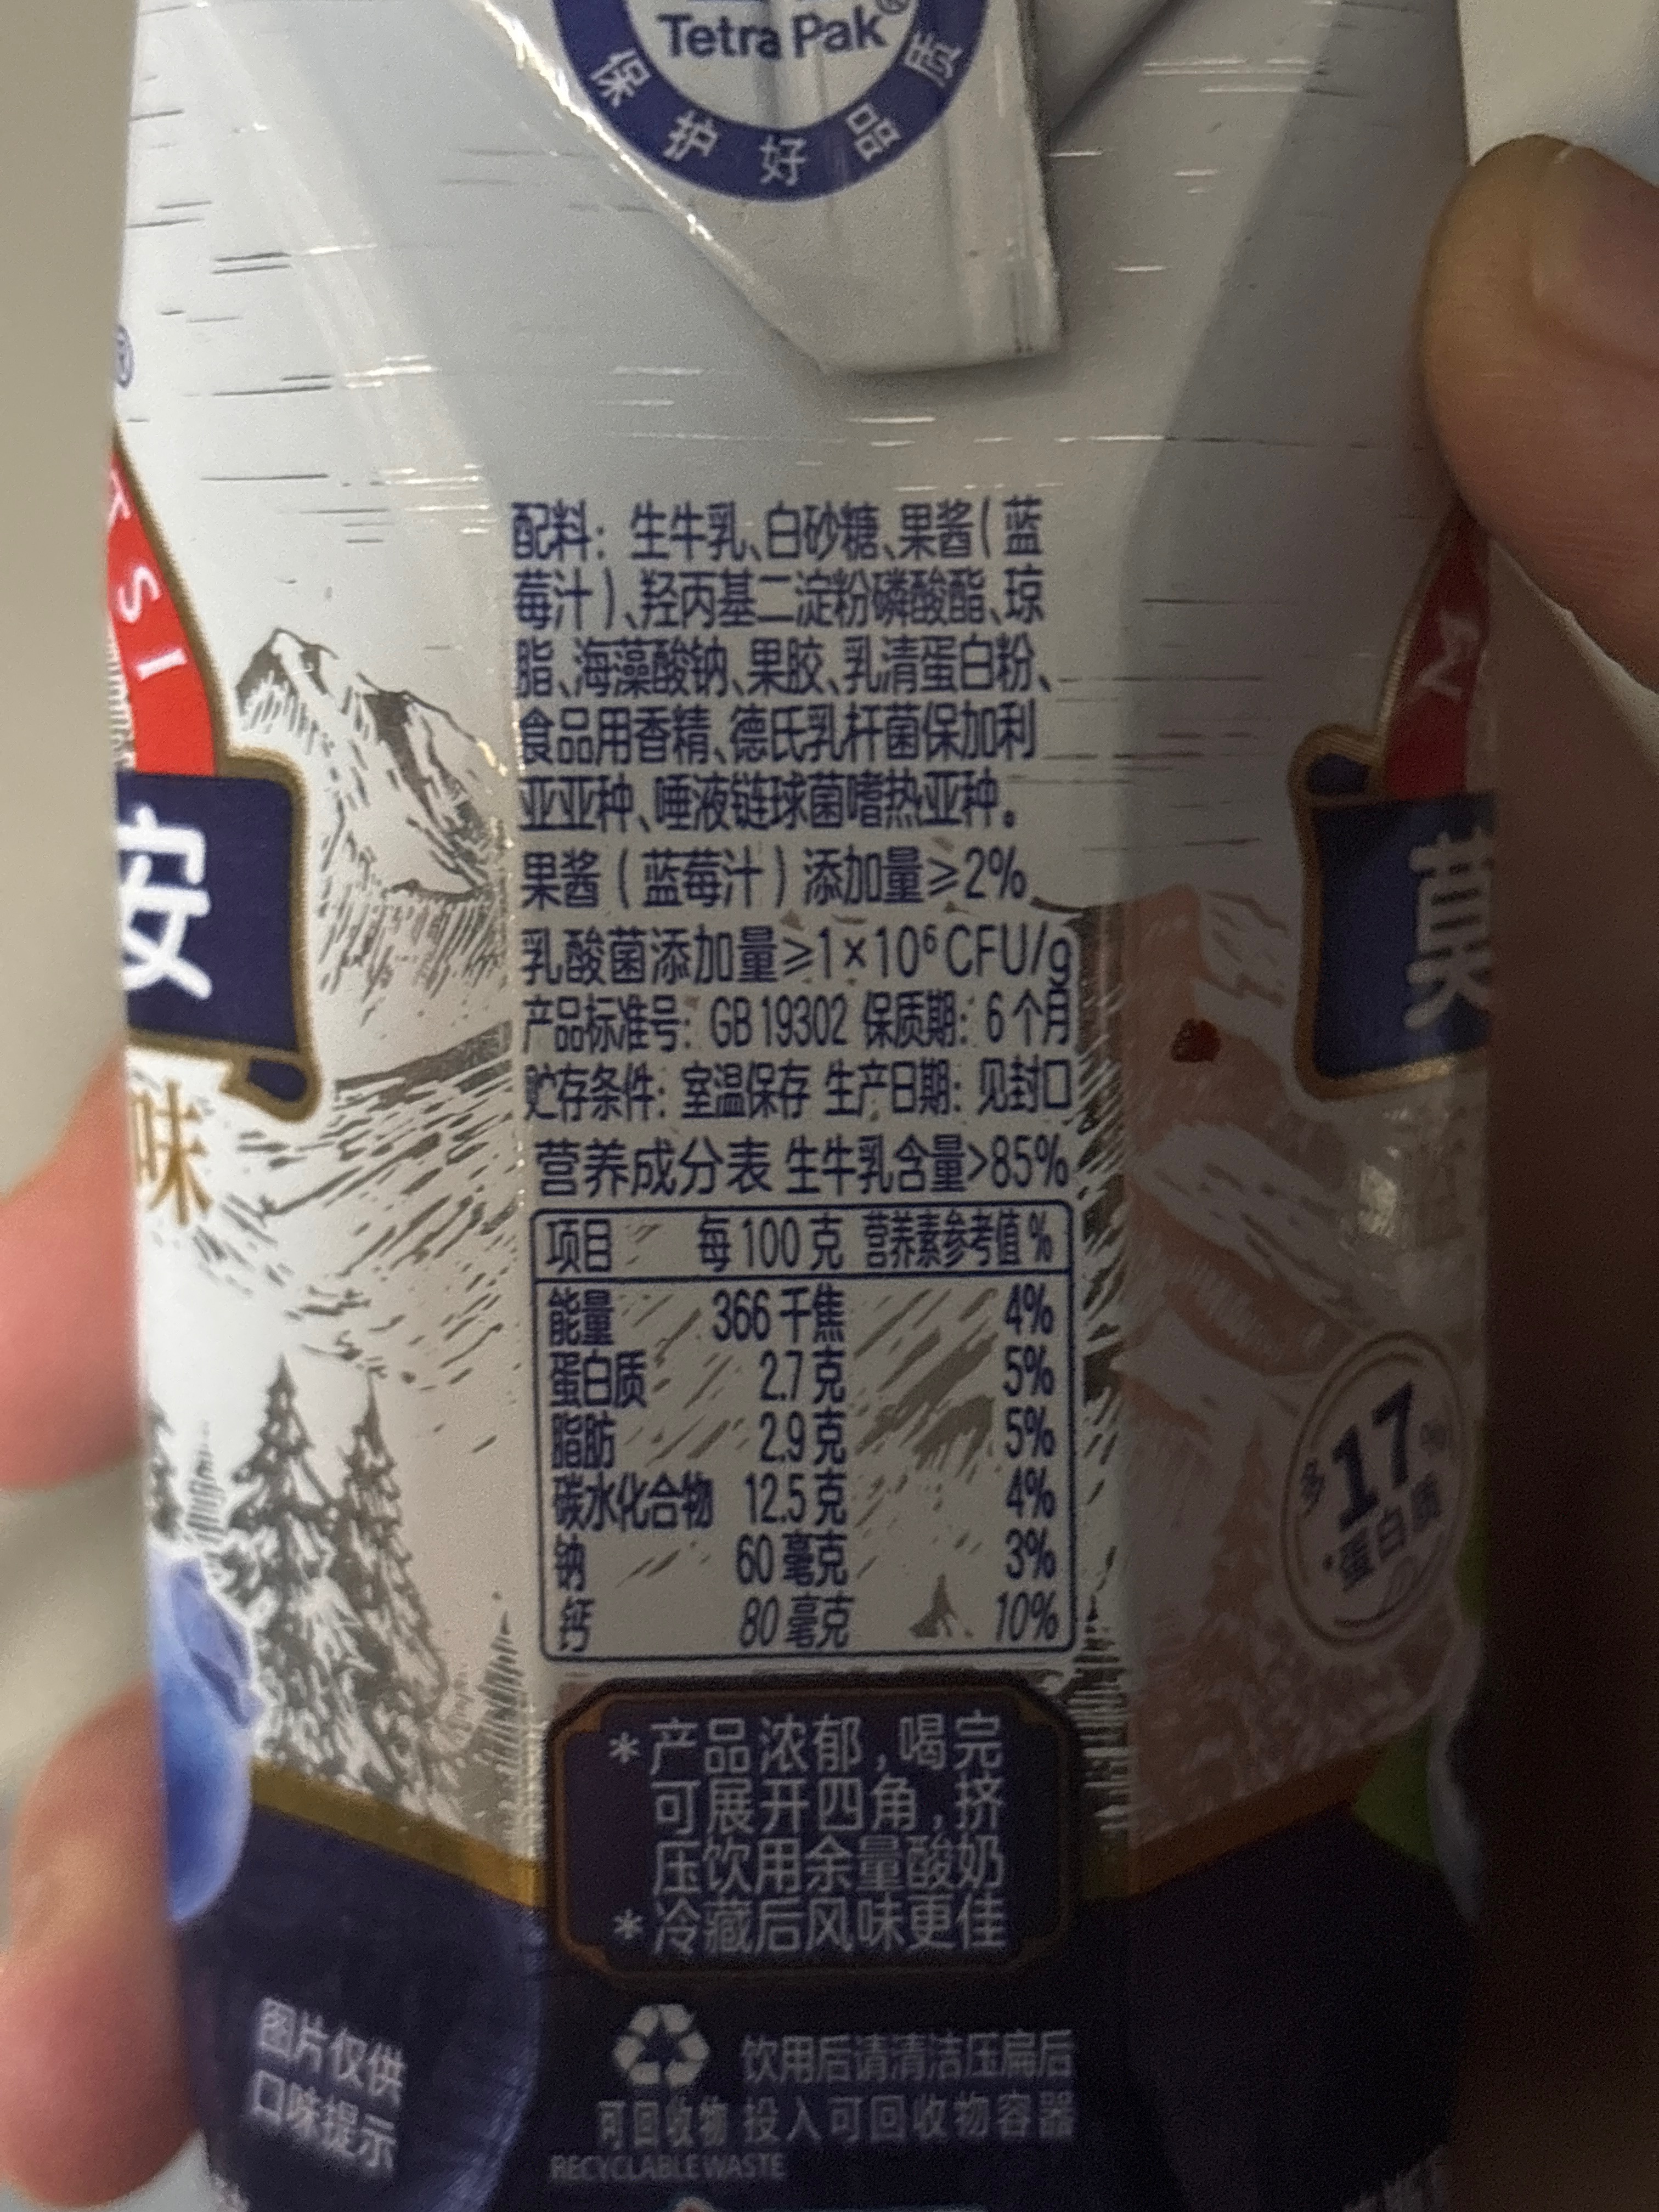 Tetra Pak®
保护好品质
®
TSI
M
安
莫
味
配料：生牛乳、白砂糖、果酱（蓝
莓汁）、羟丙基二淀粉磷酸酯、琼
脂、海藻酸钠、果胶、乳清蛋白粉、
食品用香精、德氏乳杆菌保加利
亚亚种、唾液链球菌嗜热亚种。
果酱（蓝莓汁）添加量≥2%
乳酸菌添加量≥1×10⁶CFU/g
产品标准号：GB 19302 保质期：6个月
贮存条件：室温保存 生产日期：见封口
营养成分表 生牛乳含量>85%
项目 每100克 营养素参考值%
能量 366千焦 4%
蛋白质 2.7克 5%
脂肪 2.9克 5%
碳水化合物 12.5克 4%
钠 60毫克 3%
钙 80毫克 10%
多17%
*蛋白质
*产品浓郁，喝完
可展开四角，挤
压饮用余量酸奶
*冷藏后风味更佳
图片仅供
口味提示
饮用后请清洁压扁后
可回收物 投入可回收物容器
RECYCLABLE WASTE